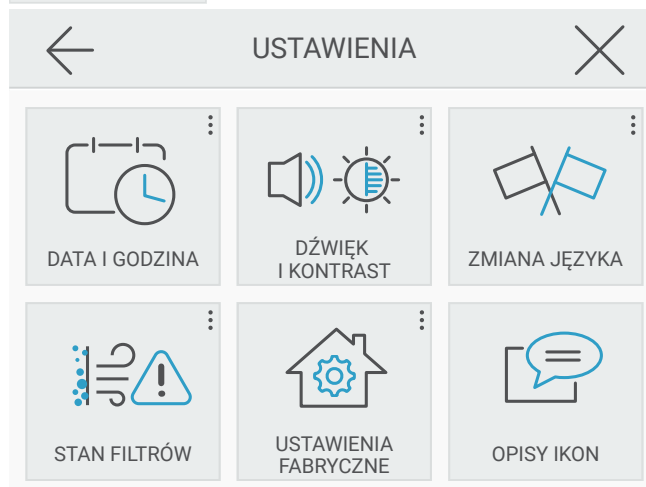 USTAWIENIA
DATA I GODZINA
DŹWIĘK
I KONTRAST
ZMIANA JĘZYKA
STAN FILTRÓW
USTAWIENIA
FABRYCZNE
OPISY IKON